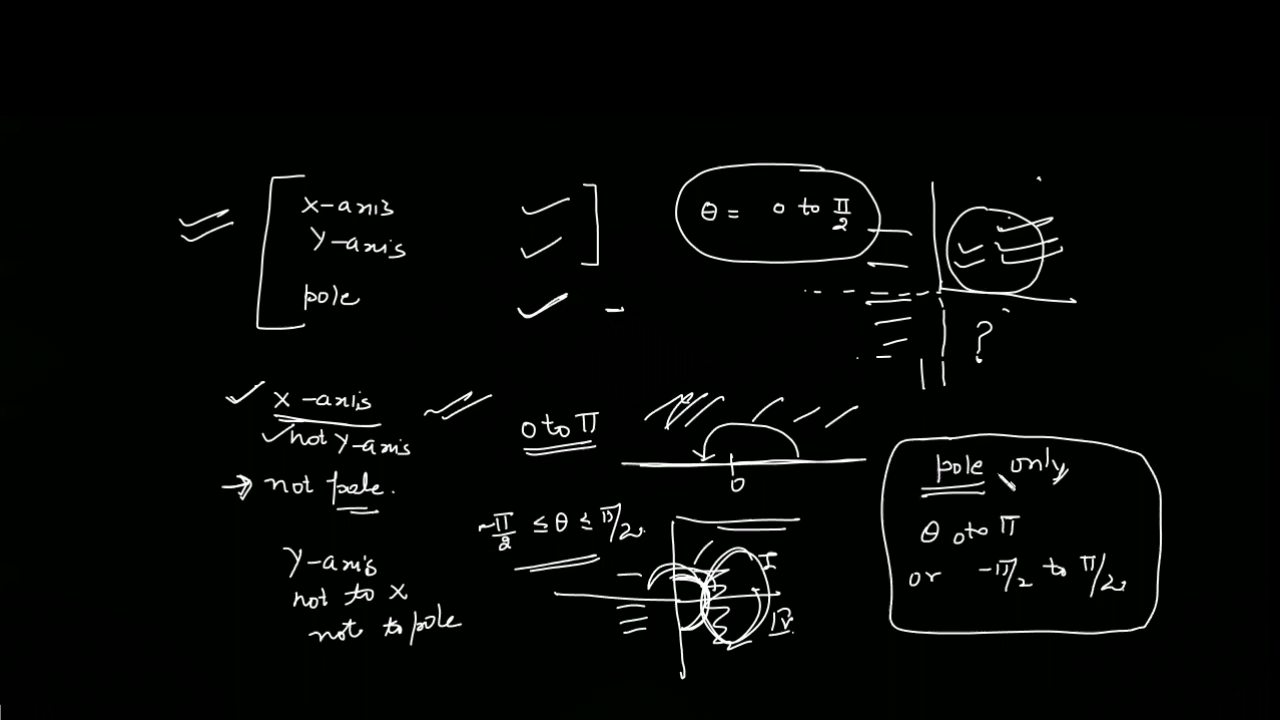 x-axis
y-axis
pole
θ = 0 to π/2
?
x-axis
not y-axis
→ not pole.
0 to π
0
-π/2 ≤ θ ≤ π/2
I
IV
y-axis
not to x
not to pole
pole only
θ 0 to π
or -π/2 to π/2